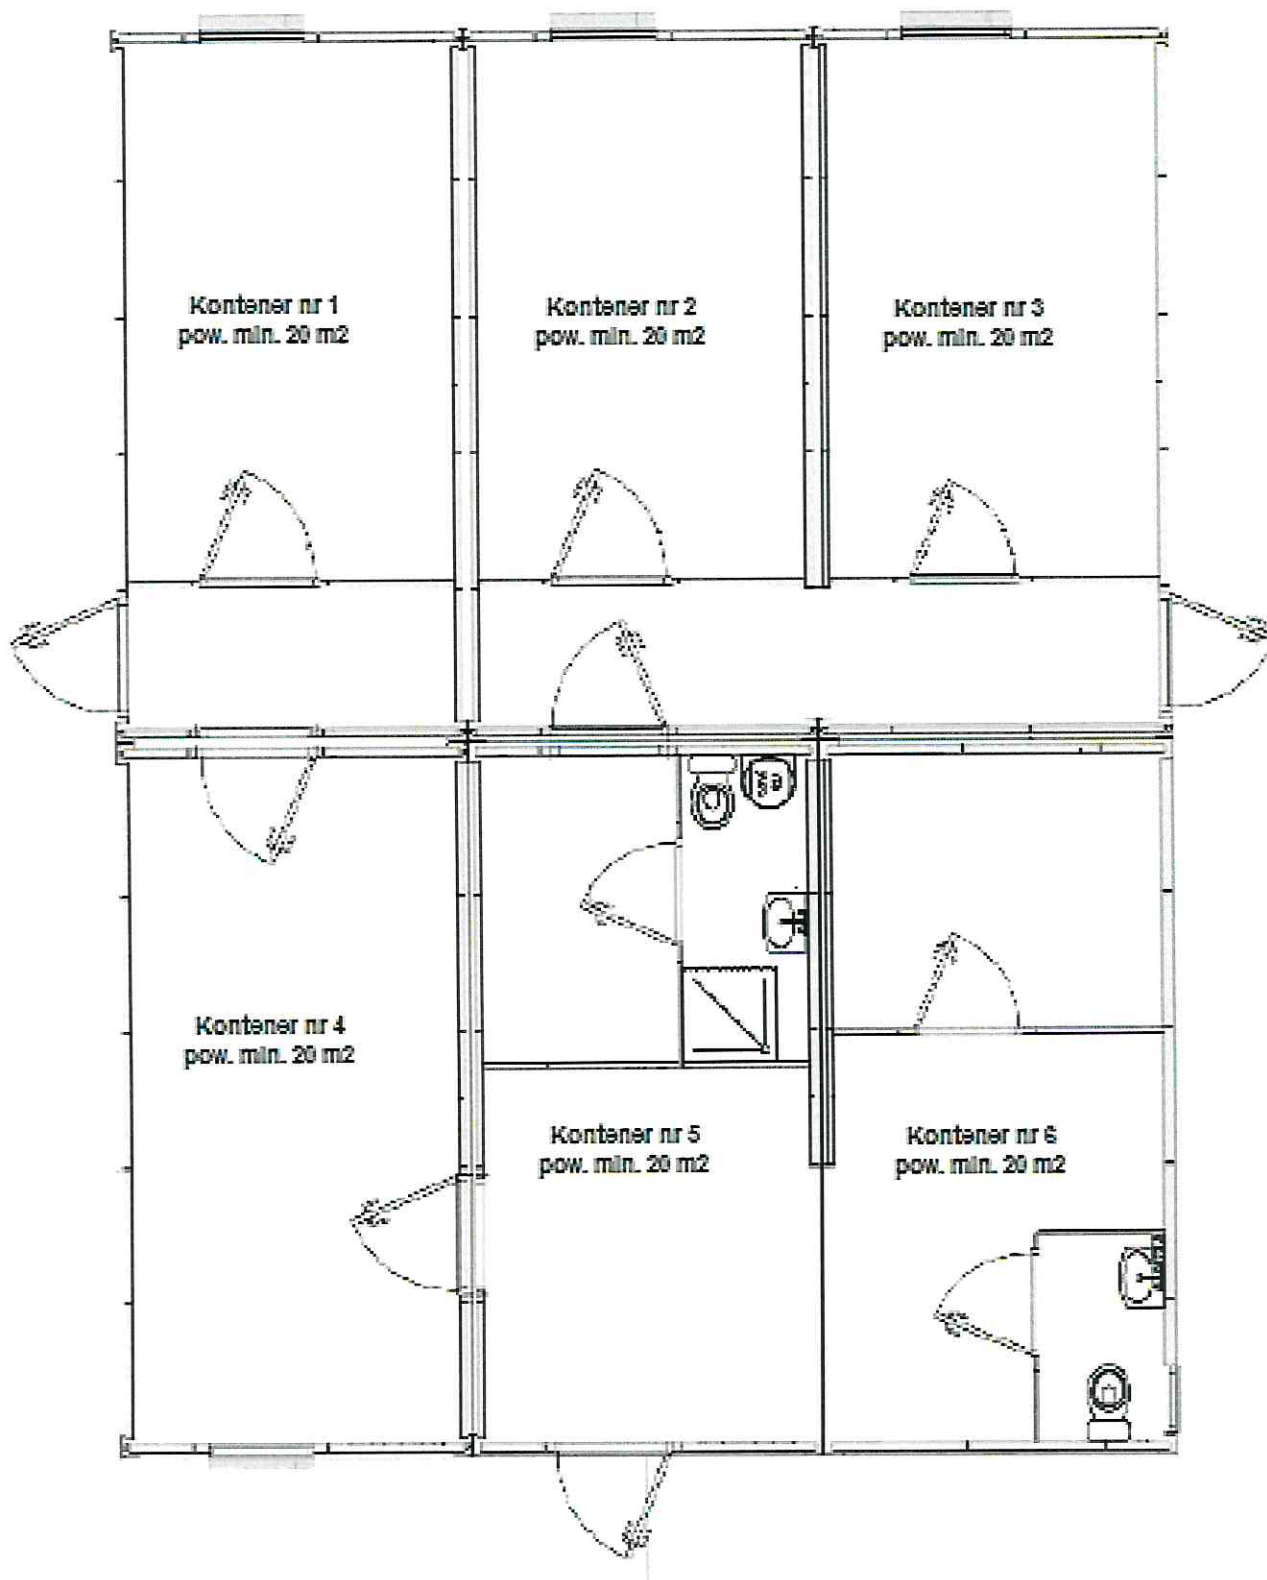 Kontener nr 1
pow. min. 20 m2
Kontener nr 2
pow. min. 20 m2
Kontener nr 3
pow. min. 20 m2
Kontener nr 4
pow. min. 20 m2
Kontener nr 5
pow. min. 20 m2
Kontener nr 6
pow. min. 20 m2